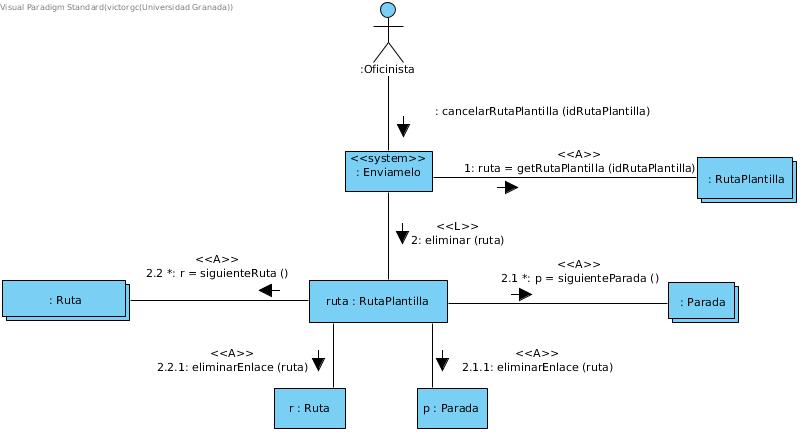 Visual Paradigm Standard(victorgc(Universidad Granada))
:Oficinista
: cancelarRutaPlantilla (idRutaPlantilla)
<<system>>
: Enviamelo
<<A>>
1: ruta = getRutaPlantilla (idRutaPlantilla)
: RutaPlantilla
<<L>>
2: eliminar (ruta)
<<A>>
2.2 *: r = siguienteRuta ()
<<A>>
2.1 *: p = siguienteParada ()
: Ruta
ruta : RutaPlantilla
: Parada
<<A>>
2.2.1: eliminarEnlace (ruta)
<<A>>
2.1.1: eliminarEnlace (ruta)
r : Ruta
p : Parada